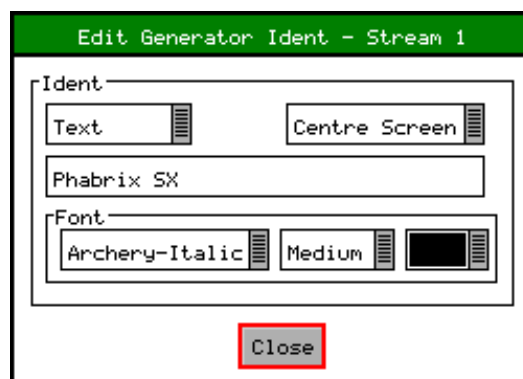 Edit Generator Ident - Stream 1
Ident
Text Centre Screen
Phabrix SX
Font
Archery-Italic Medium
Close